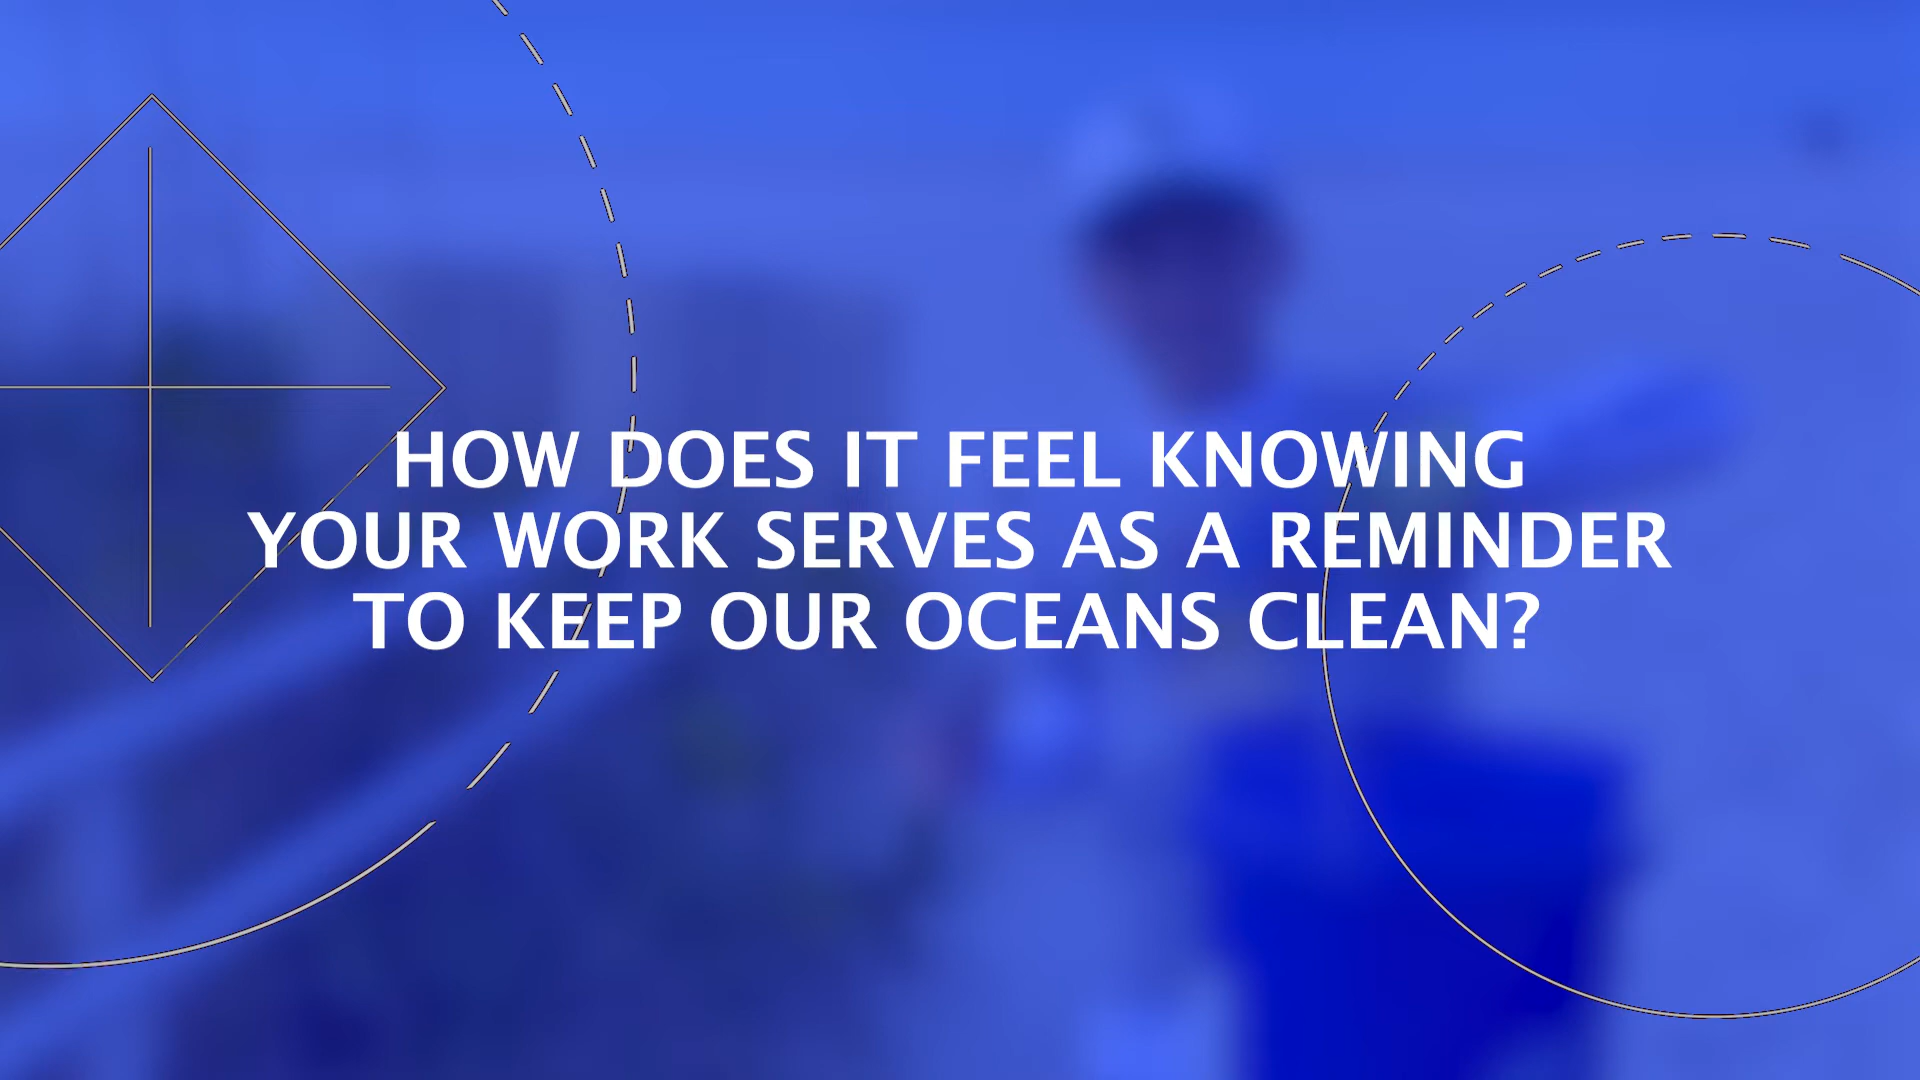 HOW DOES IT FEEL KNOWING
YOUR WORK SERVES AS A REMINDER
TO KEEP OUR OCEANS CLEAN?